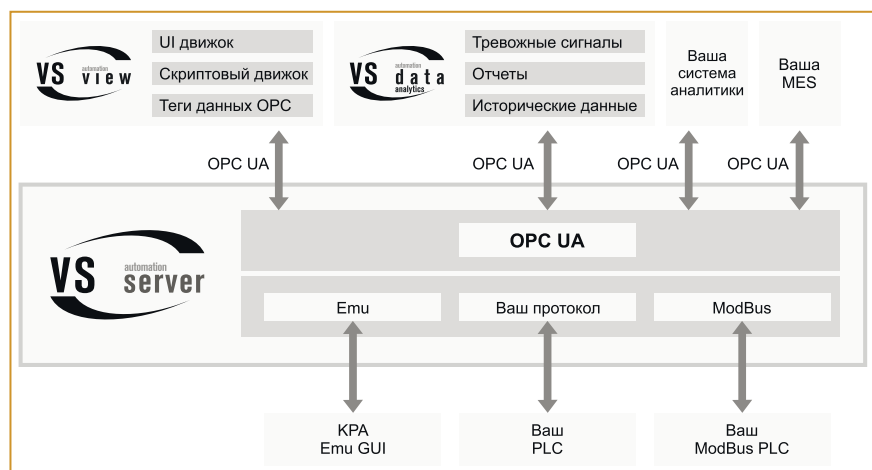 VS automation view
UI движок
Скриптовый движок
Теги данных OPC
VS automation data analytics
Тревожные сигналы
Отчеты
Исторические данные
Ваша
система
аналитики
Ваша
MES
OPC UA
OPC UA
OPC UA
OPC UA
VS automation server
OPC UA
Emu
Ваш протокол
ModBus
KPA
Emu GUI
Ваш
PLC
Ваш
ModBus PLC